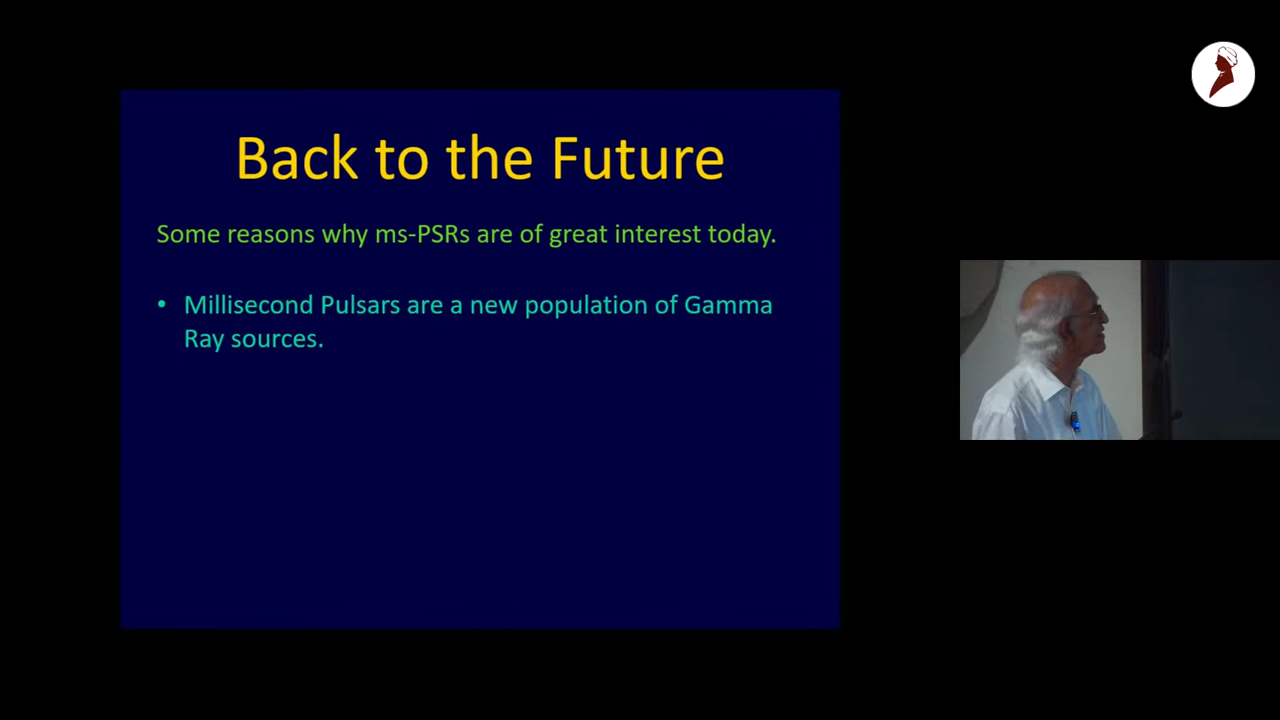 Back to the Future
Some reasons why ms-PSRs are of great interest today.
• Millisecond Pulsars are a new population of Gamma
Ray sources.